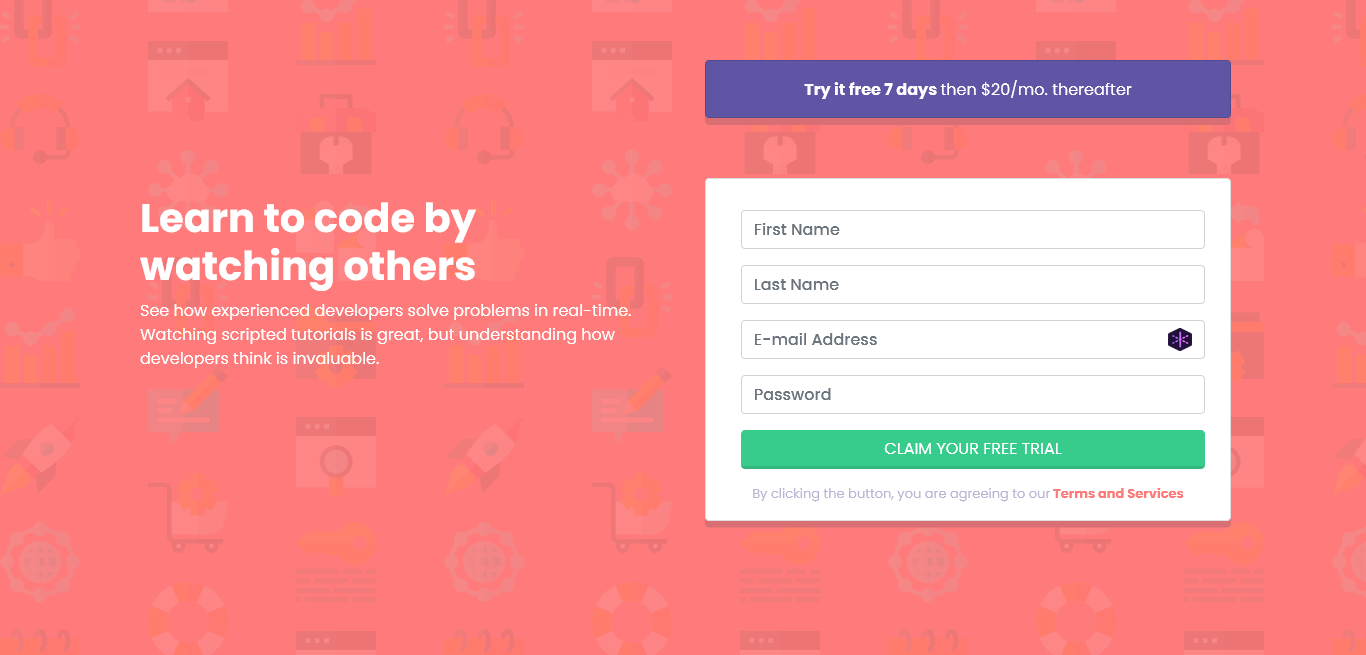 Try it free 7 days then $20/mo. thereafter
Learn to code by
watching others
See how experienced developers solve problems in real-time.
Watching scripted tutorials is great, but understanding how
developers think is invaluable.
First Name
Last Name
E-mail Address
Password
CLAIM YOUR FREE TRIAL
By clicking the button, you are agreeing to our Terms and Services